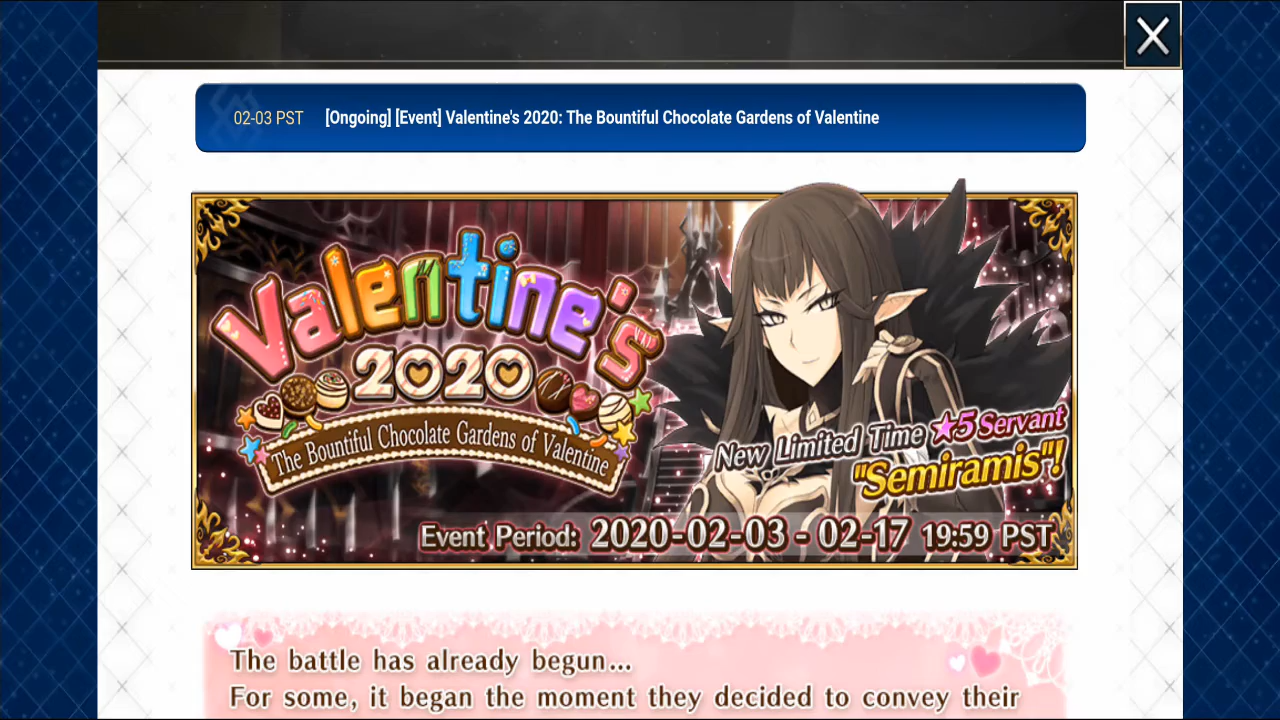 02-03 PST [Ongoing] [Event] Valentine's 2020: The Bountiful Chocolate Gardens of Valentine
Valentine's
2020
The Bountiful Chocolate Gardens of Valentine
New Limited Time ★5 Servant
"Semiramis"!
Event Period: 2020-02-03 - 02-17 19:59 PST
The battle has already begun...
For some, it began the moment they decided to convey their